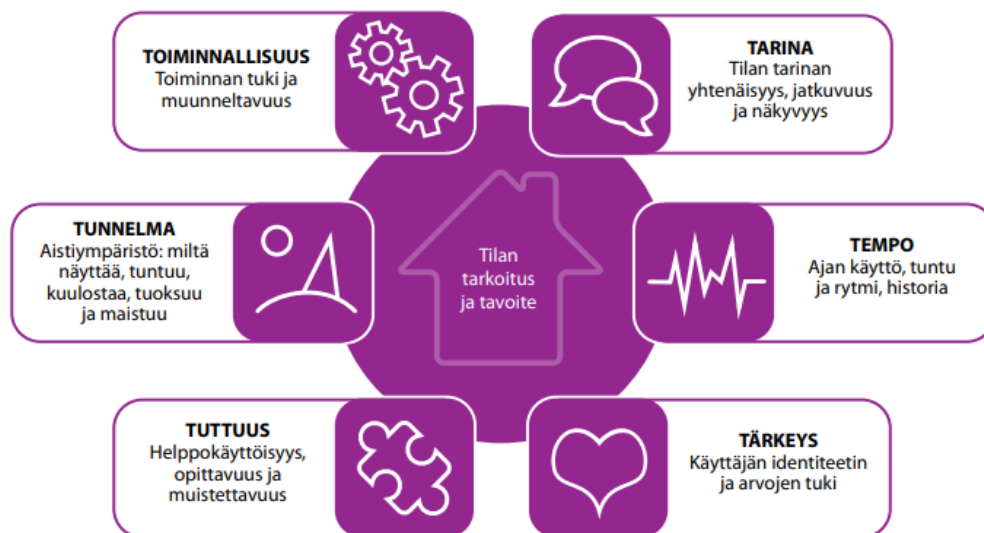 TOIMINNALLISUUS
Toiminnan tuki ja
muunneltavuus
TARINA
Tilan tarinan
yhtenäisyys, jatkuvuus
ja näkyvyys
TUNNELMA
Aistiympäristö: miltä
näyttää, tuntuu,
kuulostaa, tuoksuu
ja maistuu
Tilan
tarkoitus
ja tavoite
TEMPO
Ajan käyttö, tuntu
ja rytmi, historia
TUTTUUS
Helppokäyttöisyys,
opittavuus ja
muistettavuus
TÄRKEYS
Käyttäjän identiteetin
ja arvojen tuki